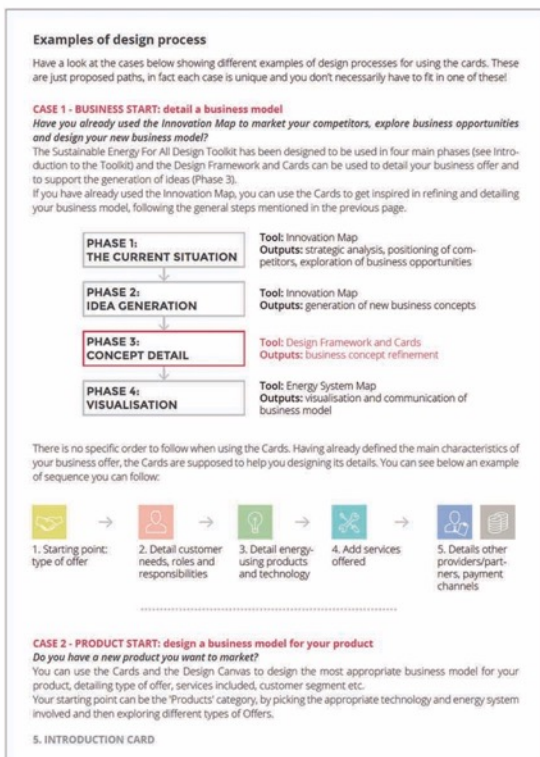 Examples of design process
Have a look at the cases below showing different examples of design processes for using the cards. These
are just proposed paths, in fact each case is unique and you don't necessarily have to fit in one of these!
CASE 1 - BUSINESS START: detail a business model
Have you already used the Innovation Map to market your competitors, explore business opportunities
and design your new business model?
The Sustainable Energy For All Design Toolkit has been designed to be used in four main phases (see Intro-
duction to the Toolkit) and the Design Framework and Cards can be used to detail your business offer and
to support the generation of ideas (Phase 3).
If you have already used the Innovation Map, you can use the Cards to get inspired in refining and detailing
your business model, following the general steps mentioned in the previous page.
PHASE 1:
THE CURRENT SITUATION
Tool: Innovation Map
Outputs: strategic analysis, positioning of com-
petitors, exploration of business opportunities
PHASE 2:
IDEA GENERATION
Tool: Innovation Map
Outputs: generation of new business concepts
PHASE 3:
CONCEPT DETAIL
Tool: Design Framework and Cards
Outputs: business concept refinement
PHASE 4:
VISUALISATION
Tool: Energy System Map
Outputs: visualisation and communication of
business model
There is no specific order to follow when using the Cards. Having already defined the main characteristics of
your business offer, the Cards are supposed to help you designing its details. You can see below an example
of sequence you can follow:
1. Starting point:
type of offer
2. Detail customer
needs, roles and
responsibilities
3. Detail energy-
using products
and technology
4. Add services
offered
5. Details other
providers/part-
ners, payment
channels
CASE 2 - PRODUCT START: design a business model for your product
Do you have a new product you want to market?
You can use the Cards and the Design Canvas to design the most appropriate business model for your
product, detailing type of offer, services included, customer segment etc.
Your starting point can be the 'Products' category, by picking the appropriate technology and energy system
involved and then exploring different types of Offers.
5. INTRODUCTION CARD